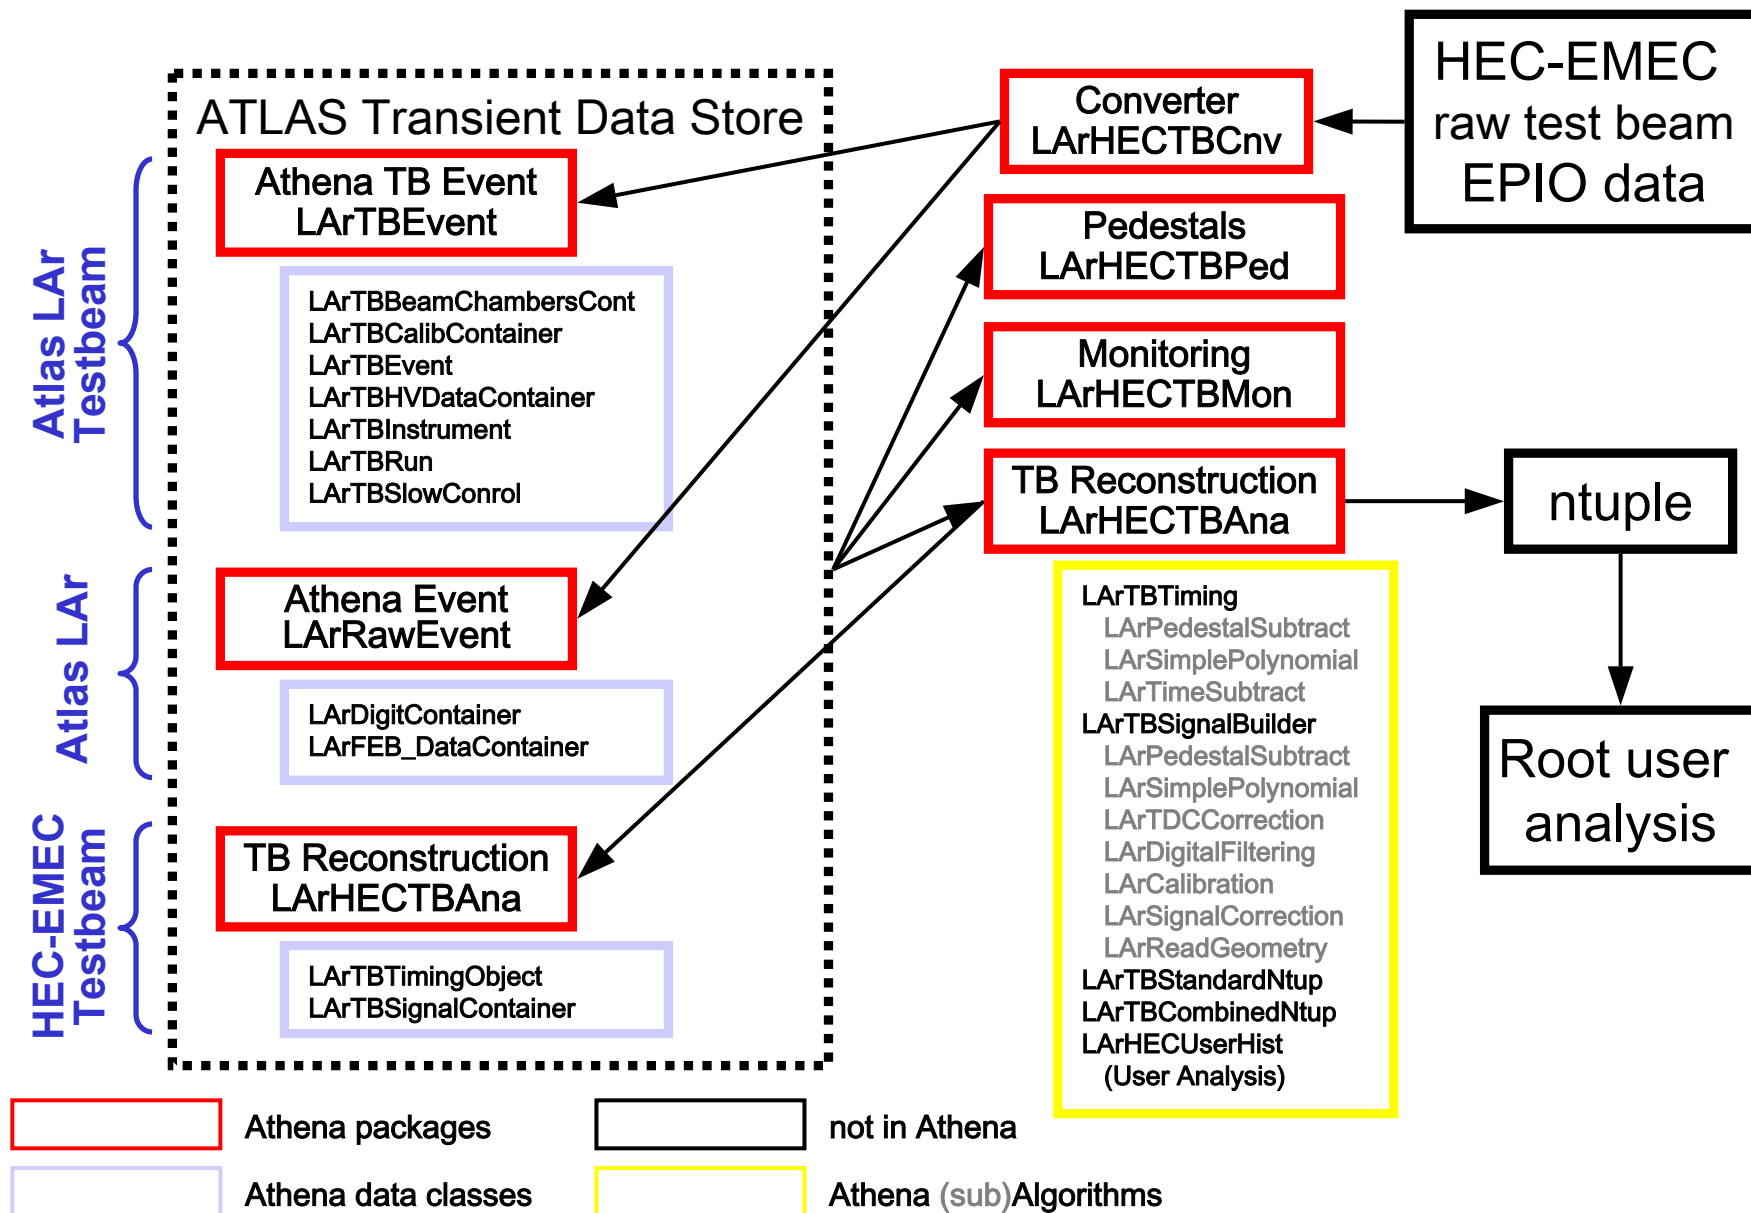 ATLAS Transient Data Store
Athena TB Event
LArTBEvent
LArTBBeamChambersCont
LArTBCalibContainer
LArTBEvent
LArTBHVDataContainer
LArTBInstrument
LArTBRun
LArTBSlowConrol
Athena Event
LArRawEvent
LArDigitContainer
LArFEB_DataContainer
TB Reconstruction
LArHECTBAna
LArTBTimingObject
LArTBSignalContainer
Atlas LAr
Testbeam
Atlas LAr
HEC-EMEC
Testbeam
Converter
LArHECTBCnv
Pedestals
LArHECTBPed
Monitoring
LArHECTBMon
TB Reconstruction
LArHECTBAna
LArTBTiming
LArPedestalSubtract
LArSimplePolynomial
LArTimeSubtract
LArTBSignalBuilder
LArPedestalSubtract
LArSimplePolynomial
LArTDCCorrection
LArDigitalFiltering
LArCalibration
LArSignalCorrection
LArReadGeometry
LArTBStandardNtup
LArTBCombinedNtup
LArHECUserHist
(User Analysis)
HEC-EMEC
raw test beam
EPIO data
ntuple
Root user
analysis
Athena packages
not in Athena
Athena data classes
Athena (sub)Algorithms